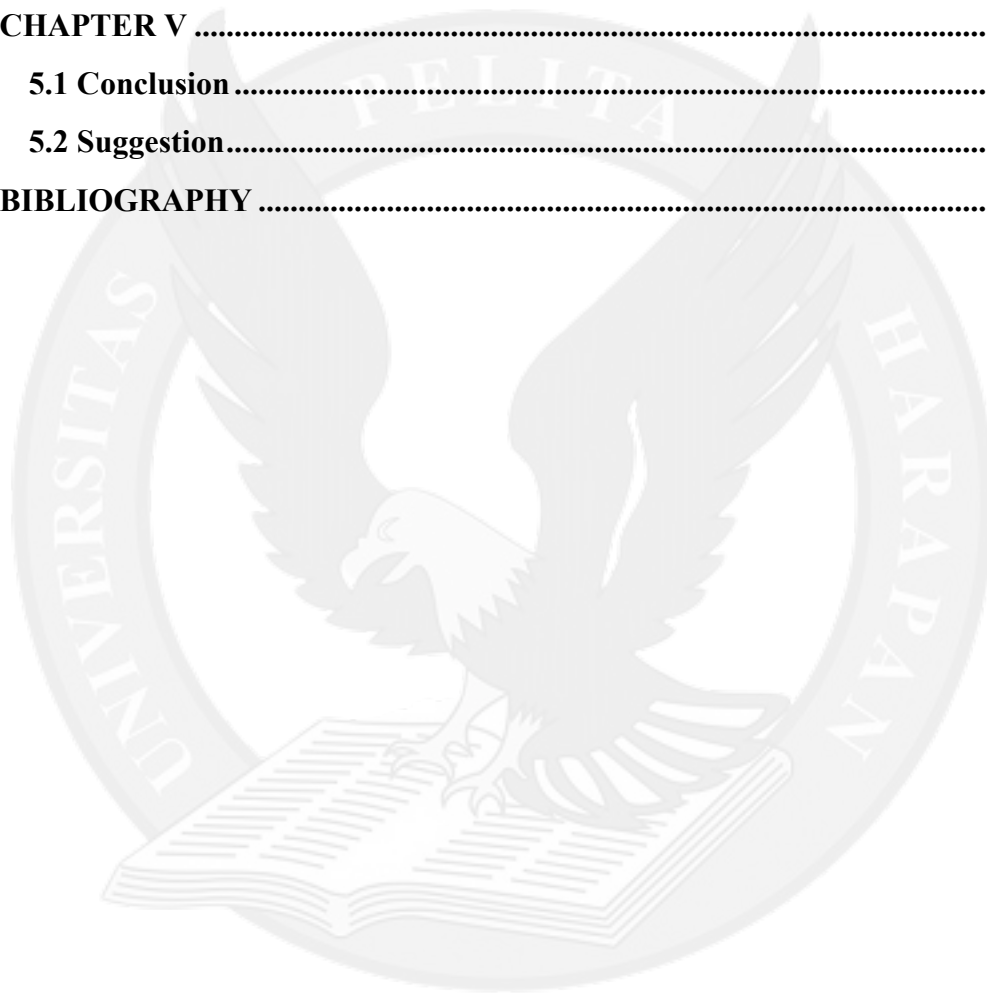 CHAPTER V ....................................................................................................
5.1 Conclusion ...............................................................................................
5.2 Suggestion................................................................................................
BIBLIOGRAPHY ............................................................................................
UNIVERSITAS PELITA HARAPAN